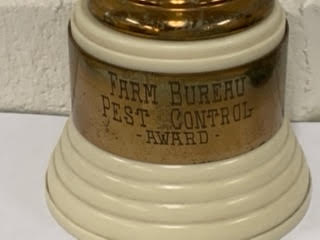 FARM BUREAU
PEST CONTROL
- AWARD -